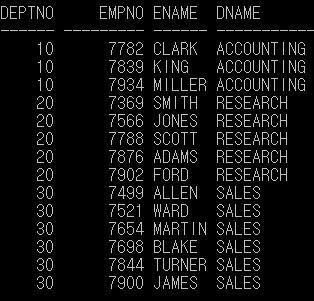 DEPTNO EMPNO ENAME DNAME
------ ---------- ------ ----------
10 7782 CLARK ACCOUNTING
10 7839 KING ACCOUNTING
10 7934 MILLER ACCOUNTING
20 7369 SMITH RESEARCH
20 7566 JONES RESEARCH
20 7788 SCOTT RESEARCH
20 7876 ADAMS RESEARCH
20 7902 FORD RESEARCH
30 7499 ALLEN SALES
30 7521 WARD SALES
30 7654 MARTIN SALES
30 7698 BLAKE SALES
30 7844 TURNER SALES
30 7900 JAMES SALES